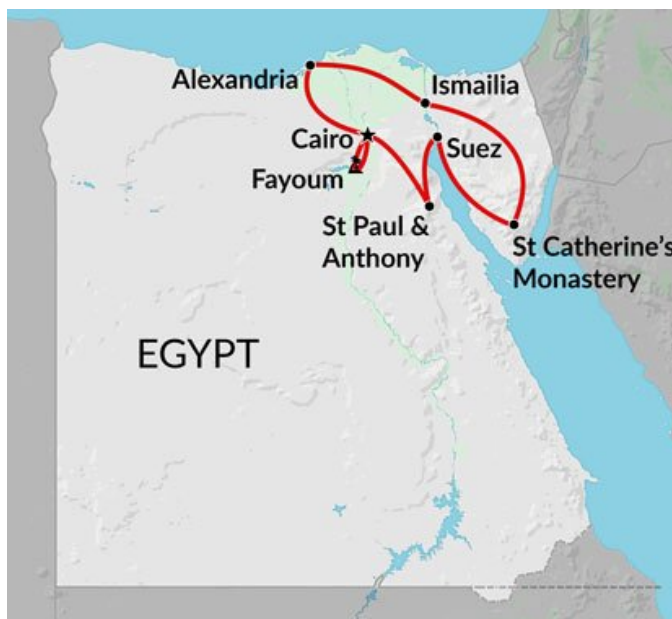 Alexandria
Ismailia
Cairo
Suez
Fayoum
St Paul &
Anthony
St Catherine's
Monastery
EGYPT